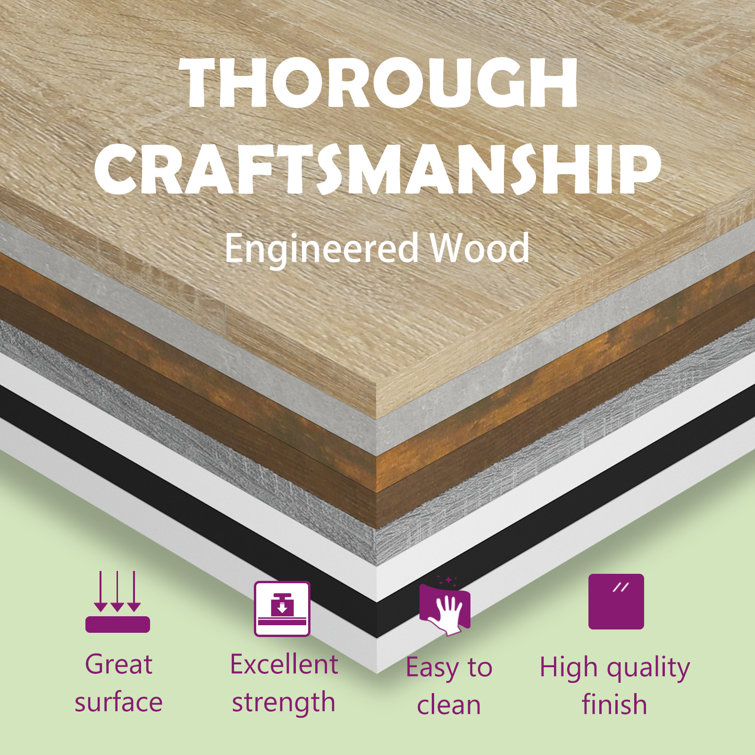 THOROUGH
CRAFTSMANSHIP
Engineered Wood
Great
surface
Excellent
strength
Easy to
clean
High quality
finish